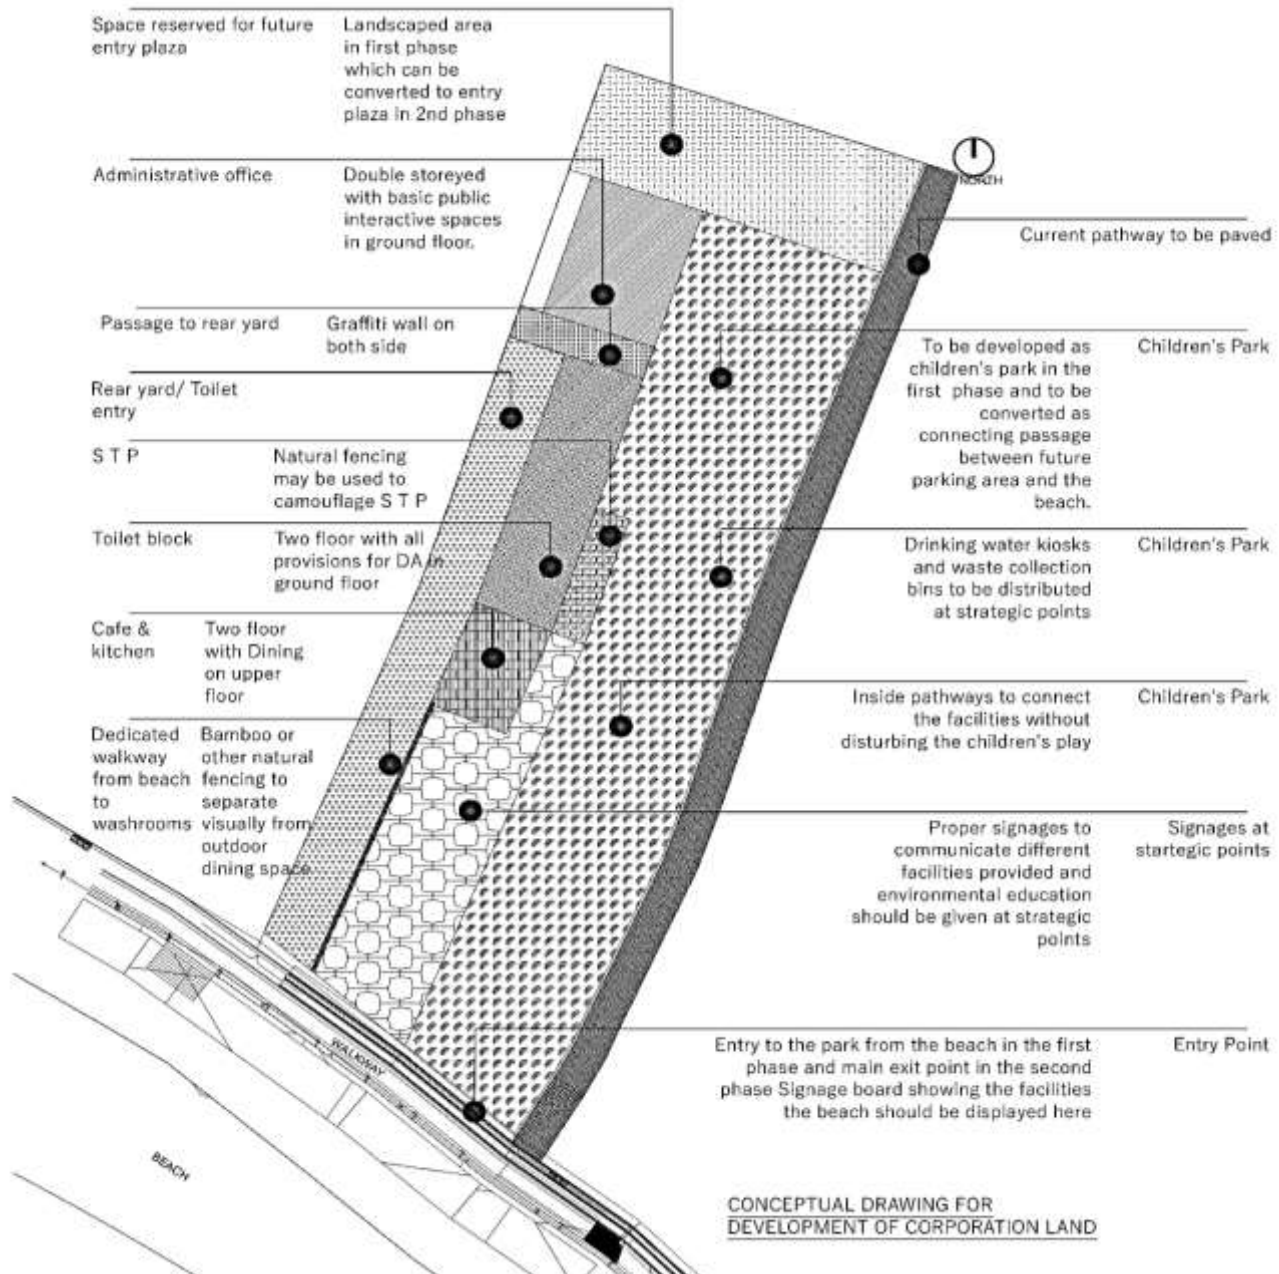 Space reserved for future
entry plaza
Landscaped area
in first phase
which can be
converted to entry
plaza in 2nd phase
Administrative office
Double storeyed
with basic public
interactive spaces
in ground floor.
Passage to rear yard
Graffiti wall on
both side
Rear yard/ Toilet
entry
S T P
Natural fencing
may be used to
camouflage S T P
Toilet block
Two floor with all
provisions for DA in
ground floor
Cafe &
kitchen
Two floor
with Dining
on upper
floor
Dedicated
walkway
from beach
to
washrooms
Bamboo or
other natural
fencing to
separate
visually from
outdoor
dining space
NORZH
Current pathway to be paved
To be developed as
children's park in the
first phase and to be
converted as
connecting passage
between future
parking area and the
beach.
Children's Park
Drinking water kiosks
and waste collection
bins to be distributed
at strategic points
Children's Park
Inside pathways to connect
the facilities without
disturbing the children's play
Children's Park
Proper signages to
communicate different
facilities provided and
environmental education
should be given at strategic
points
Signages at
startegic points
Entry to the park from the beach in the first
phase and main exit point in the second
phase Signage board showing the facilities
the beach should be displayed here
Entry Point
WALKWAY
BEACH
CONCEPTUAL DRAWING FOR
DEVELOPMENT OF CORPORATION LAND